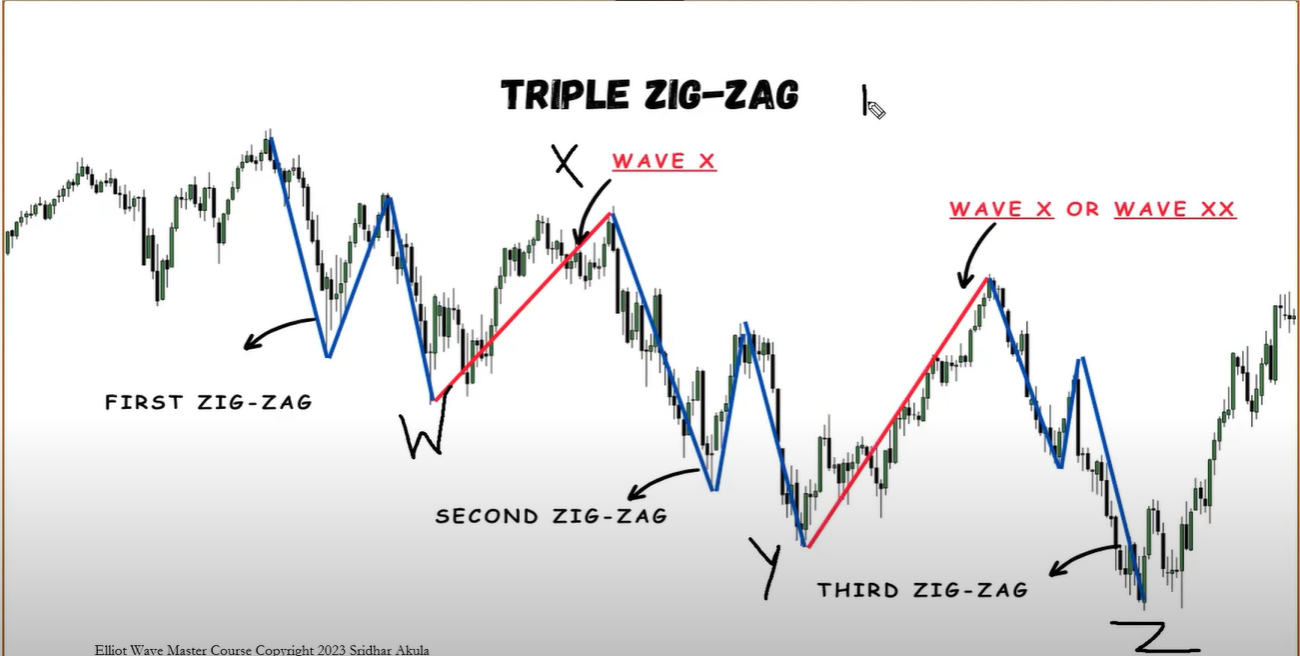 TRIPLE ZIG-ZAG
X
WAVE X
WAVE X OR WAVE XX
FIRST ZIG-ZAG
W
SECOND ZIG-ZAG
Y
THIRD ZIG-ZAG
Z
Elliot Wave Master Course Copyright 2023 Sridhar Akula